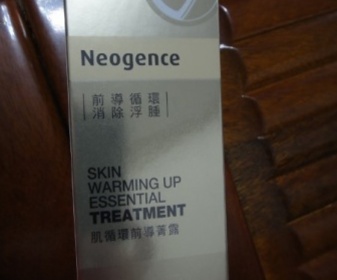 Neogence
前導循環
消除浮腫
SKIN
WARMING UP
ESSENTIAL
TREATMENT
肌循環前導菁露